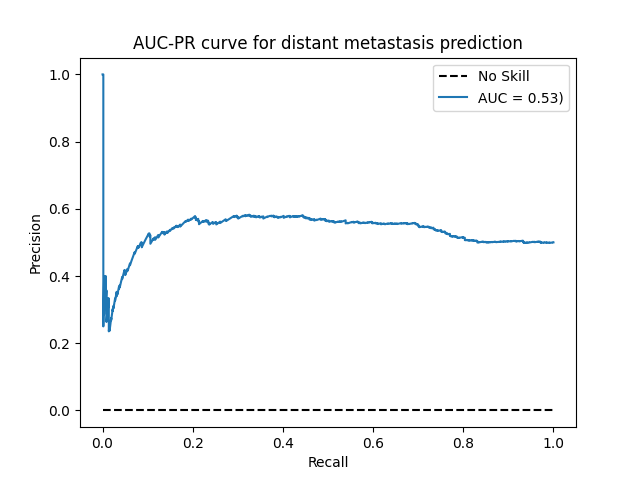 AUC-PR curve for distant metastasis prediction
No Skill
AUC = 0.53)
1.0
0.8
0.6
0.4
0.2
0.0
Precision
0.0 0.2 0.4 0.6 0.8 1.0
Recall